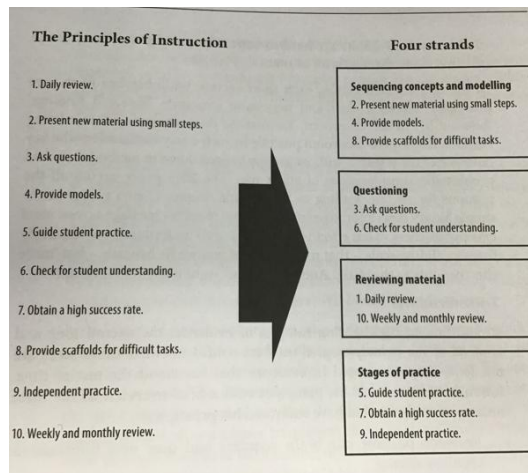 The Principles of Instruction
1. Daily review.
2. Present new material using small steps.
3. Ask questions.
4. Provide models.
5. Guide student practice.
6. Check for student understanding.
7. Obtain a high success rate.
8. Provide scaffolds for difficult tasks.
9. Independent practice.
10. Weekly and monthly review.
Four strands
Sequencing concepts and modelling
2. Present new material using small steps.
4. Provide models.
8. Provide scaffolds for difficult tasks.
Questioning
3. Ask questions.
6. Check for student understanding.
Reviewing material
1. Daily review.
10. Weekly and monthly review.
Stages of practice
5. Guide student practice.
7. Obtain a high success rate.
9. Independent practice.